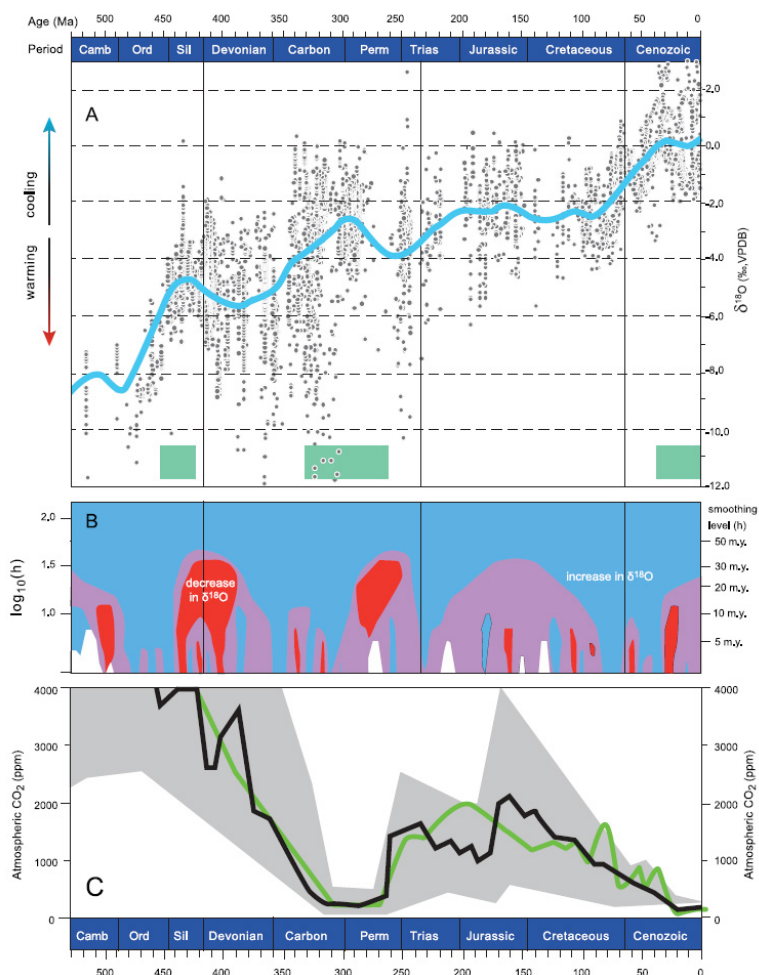 Age (Ma) 500 450 400 350 300 250 200 150 100 50 0
Period Camb Ord Sil Devonian Carbon Perm Trias Jurassic Cretaceous Cenozoic
A
cooling
warming
-2.0
0.0
-2.0
-4.0
-6.0
-8.0
-10.0
-12.0
δ¹⁸O (‰,VPDB)
B
log₁₀(h)
2.0
1.5
1.0
decrease
in δ¹⁸O
increase in δ¹⁸O
smoothing
level (h)
50 m.y.
30 m.y.
20 m.y.
10 m.y.
5 m.y.
C
Atmospheric CO₂ (ppm)
4000
3000
2000
1000
0
4000
3000
2000
1000
0
Atmospheric CO₂ (ppm)
Camb Ord Sil Devonian Carbon Perm Trias Jurassic Cretaceous Cenozoic
500 450 400 350 300 250 200 150 100 50 0